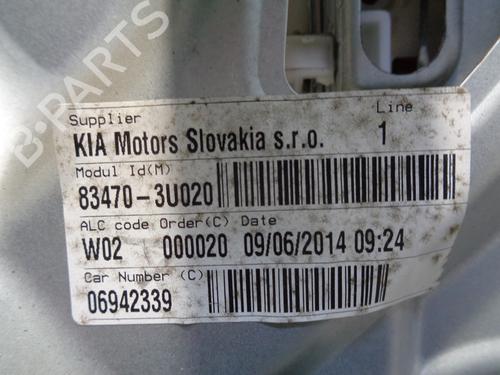 B-PARTS
Supplier Line
KIA Motors Slovakia s.r.o. 1
Modul Id(M)
83470-3U020
ALC code Order(C) Date
W02 000020 09/06/2014 09:24
Car Number (C)
06942339